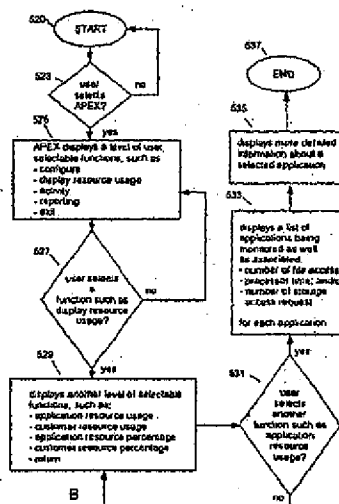 520
START
523
user
selects
APEX?
no
yes
525
APEX displays a level of user
selectable functions, such as
- configure
- display resource usage
- activity
- reporting
- exit
527
user selects
a
function such as
display resource
usage?
no
yes
529
displays another level of selectable
functions, such as:
- application resource usage
- customer resource usage
- application resource percentage
- customer resource percentage
- return
B
537
END
535
displays more detailed
information about a
selected application
533
displays a list of
applications being
monitored as well
as associated:
- number of file access
- processor time; and/or
- number of storage
access request
for each application
yes
531
user
selects
another
function such as
application
resource
usage?
no